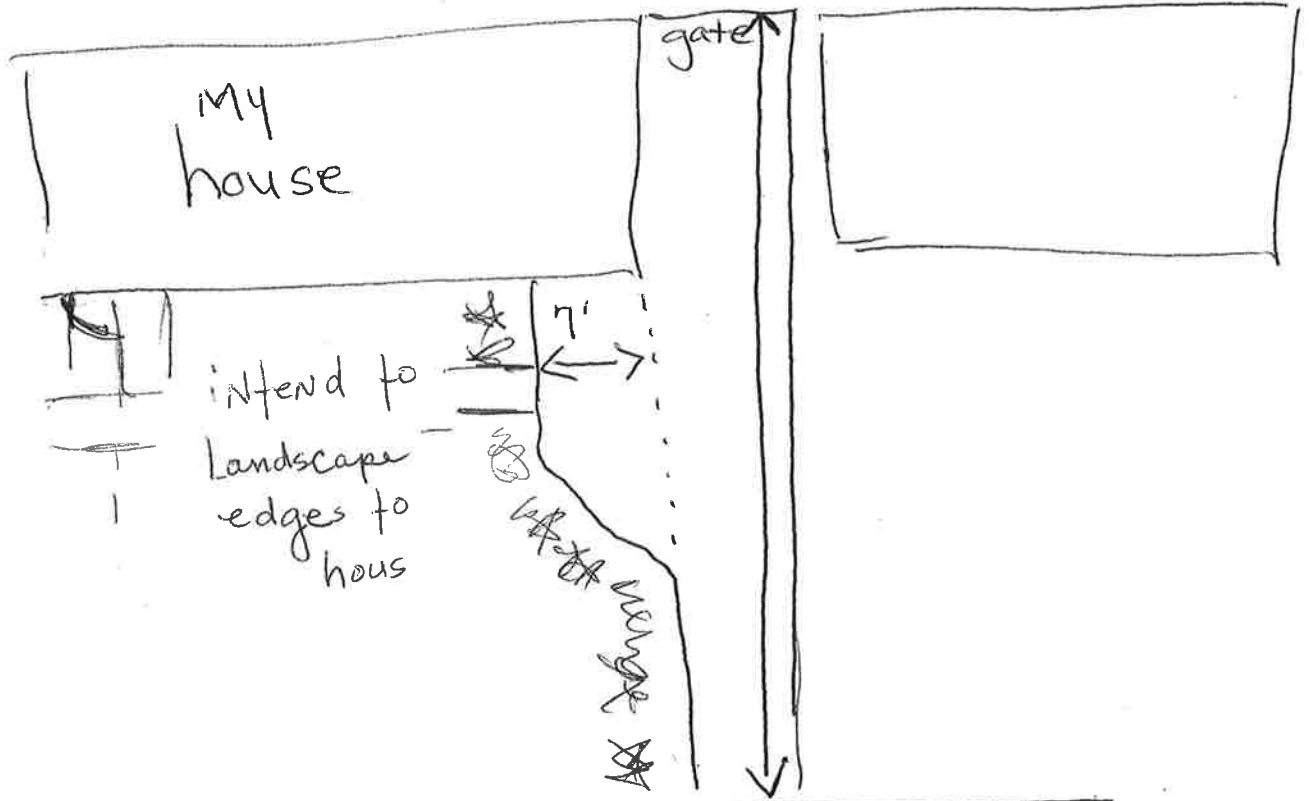 gate
My
house
7'
intend to
Landscape
edges to
hous